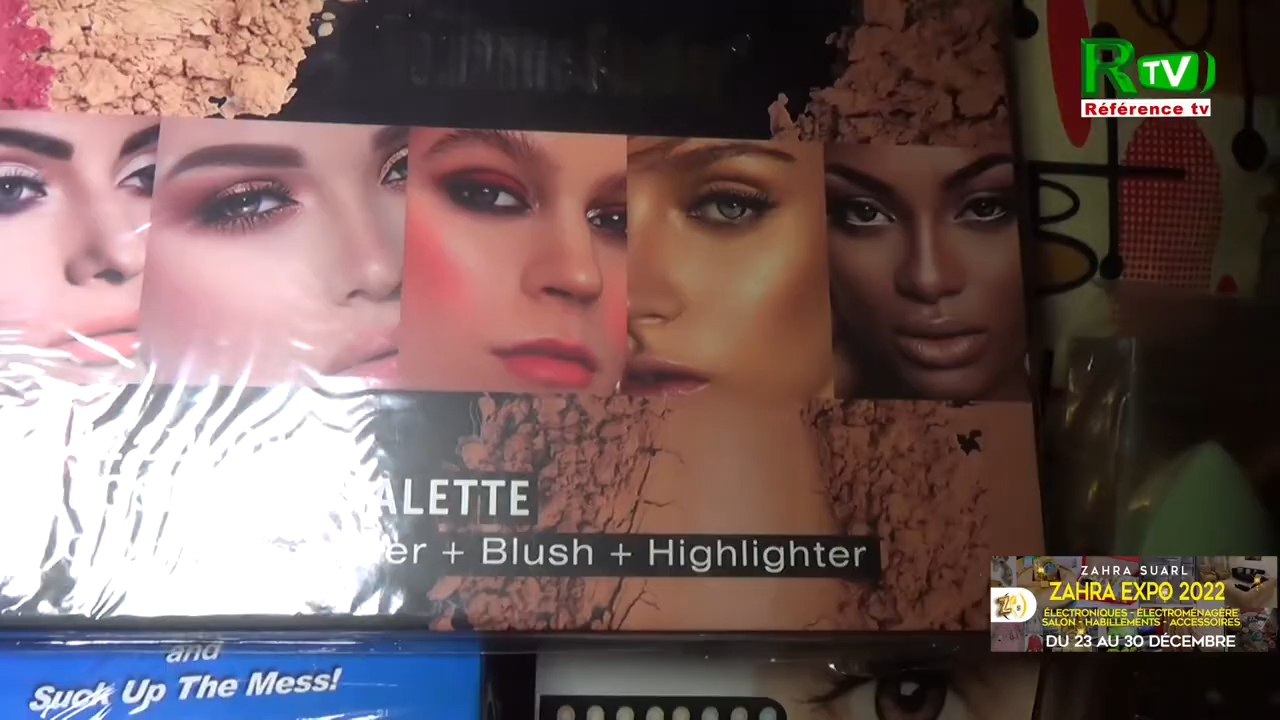 R TV
Référence tv
ALETTE
er + Blush + Highlighter
ZAHRA SUARL
ZAHRA EXPO 2022
ÉLECTRONIQUES - ÉLECTROMÉNAGÈRE
SALON - HABILLEMENTS - ACCESSOIRES
DU 23 AU 30 DÉCEMBRE
and
Suck Up The Mess!